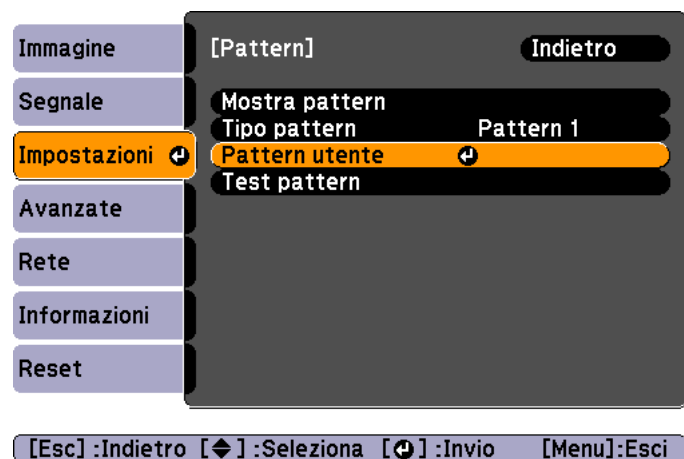 Immagine
Segnale
Impostazioni
Avanzate
Rete
Informazioni
Reset
[Pattern] Indietro
Mostra pattern
Tipo pattern Pattern 1
Pattern utente
Test pattern
[Esc] :Indietro [◆] :Seleziona [↵] :Invio [Menu]:Esci